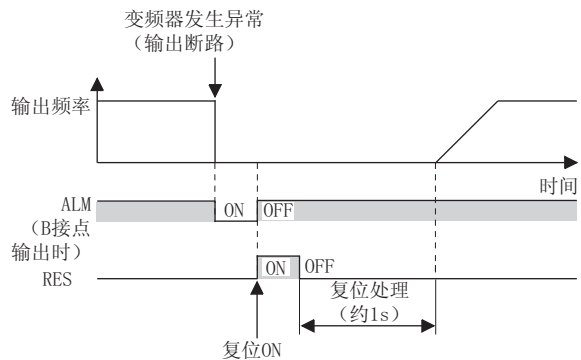 变频器发生异常
（输出断路）
输出频率
时间
ALM
（B接点
输出时）
ON
OFF
RES
ON
OFF
复位处理
（约1s）
复位ON